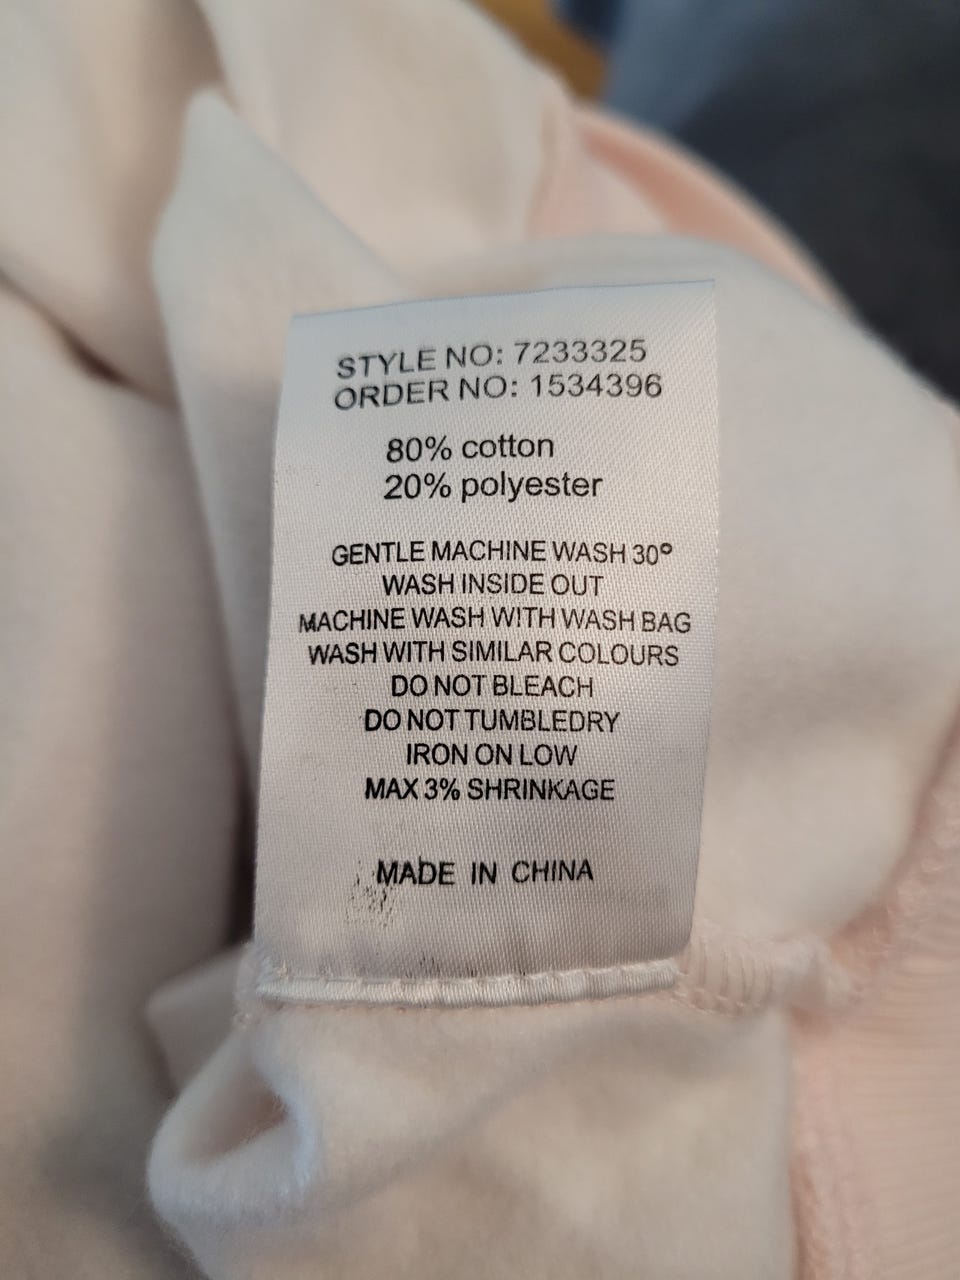 STYLE NO: 7233325
ORDER NO: 1534396
80% cotton
20% polyester
GENTLE MACHINE WASH 30°
WASH INSIDE OUT
MACHINE WASH WITH WASH BAG
WASH WITH SIMILAR COLOURS
DO NOT BLEACH
DO NOT TUMBLEDRY
IRON ON LOW
MAX 3% SHRINKAGE
MADE IN CHINA